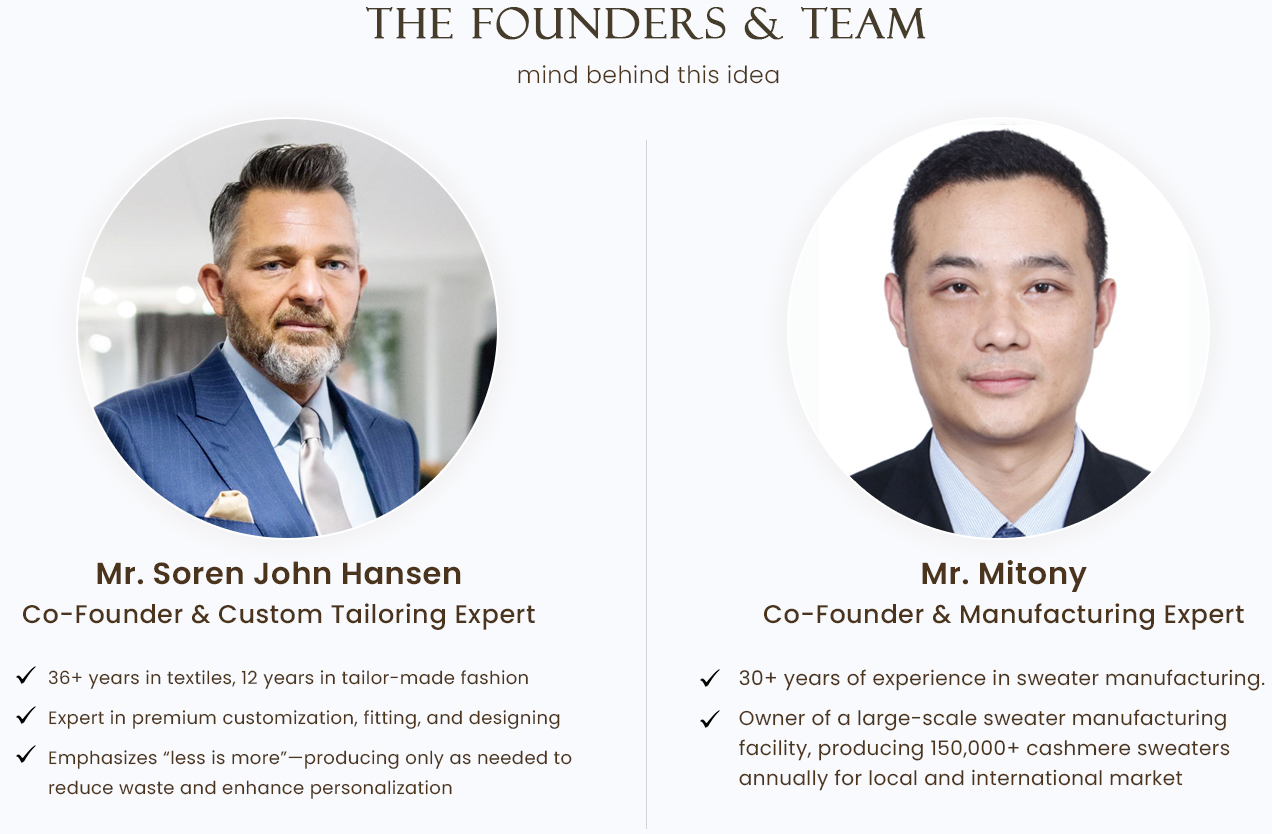 THE FOUNDERS & TEAM
mind behind this idea
Mr. Soren John Hansen
Co-Founder & Custom Tailoring Expert
36+ years in textiles, 12 years in tailor-made fashion
Expert in premium customization, fitting, and designing
Emphasizes “less is more”—producing only as needed to
reduce waste and enhance personalization
Mr. Mitony
Co-Founder & Manufacturing Expert
30+ years of experience in sweater manufacturing.
Owner of a large-scale sweater manufacturing
facility, producing 150,000+ cashmere sweaters
annually for local and international market